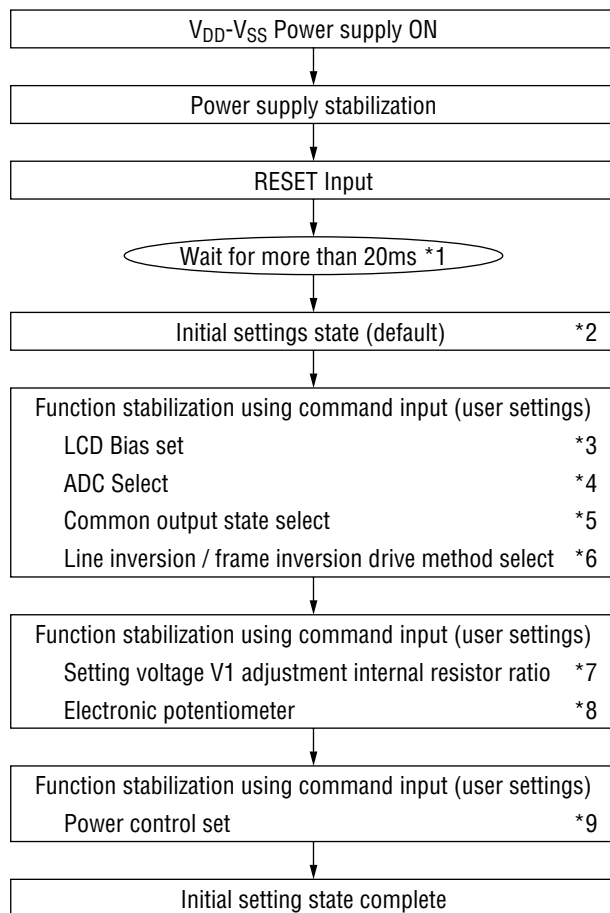 VDD-VSS Power supply ON
Power supply stabilization
RESET Input
Wait for more than 20ms *1
Initial settings state (default) *2
Function stabilization using command input (user settings)
LCD Bias set *3
ADC Select *4
Common output state select *5
Line inversion / frame inversion drive method select *6
Function stabilization using command input (user settings)
Setting voltage V1 adjustment internal resistor ratio *7
Electronic potentiometer *8
Function stabilization using command input (user settings)
Power control set *9
Initial setting state complete